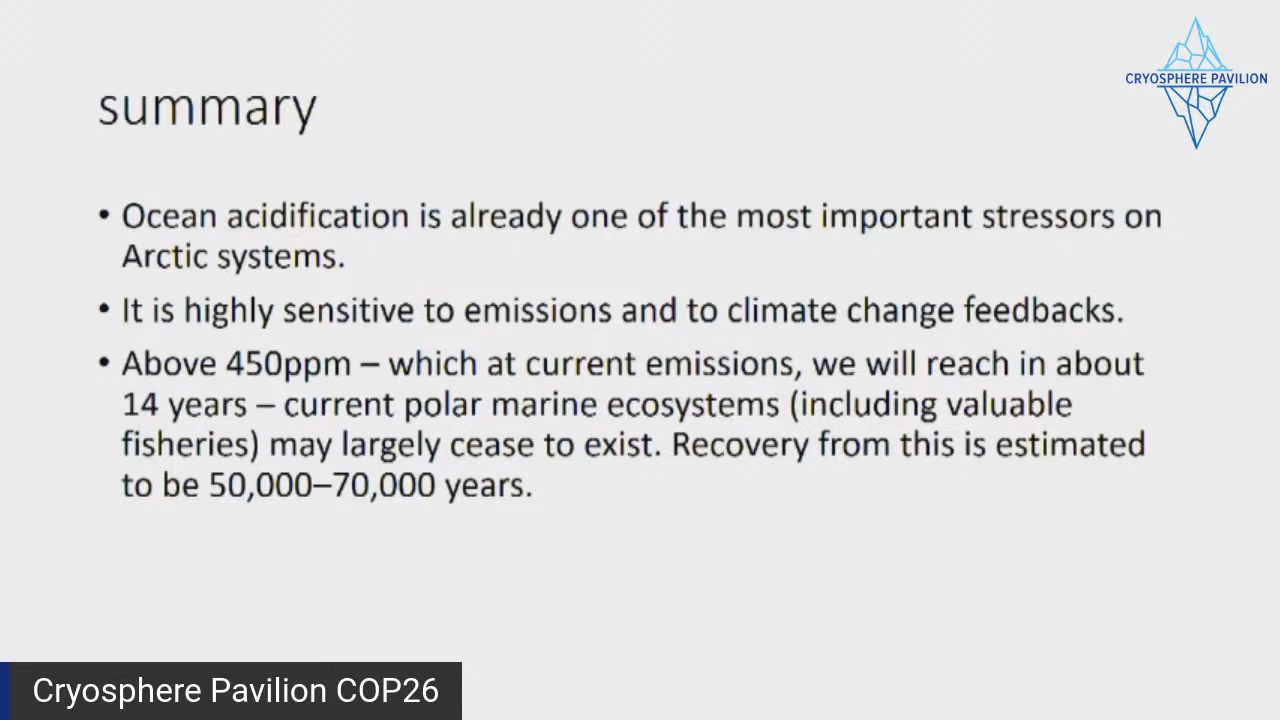 CRYOSPHERE PAVILION
summary
• Ocean acidification is already one of the most important stressors on
Arctic systems.
• It is highly sensitive to emissions and to climate change feedbacks.
• Above 450ppm – which at current emissions, we will reach in about
14 years – current polar marine ecosystems (including valuable
fisheries) may largely cease to exist. Recovery from this is estimated
to be 50,000–70,000 years.
Cryosphere Pavilion COP26